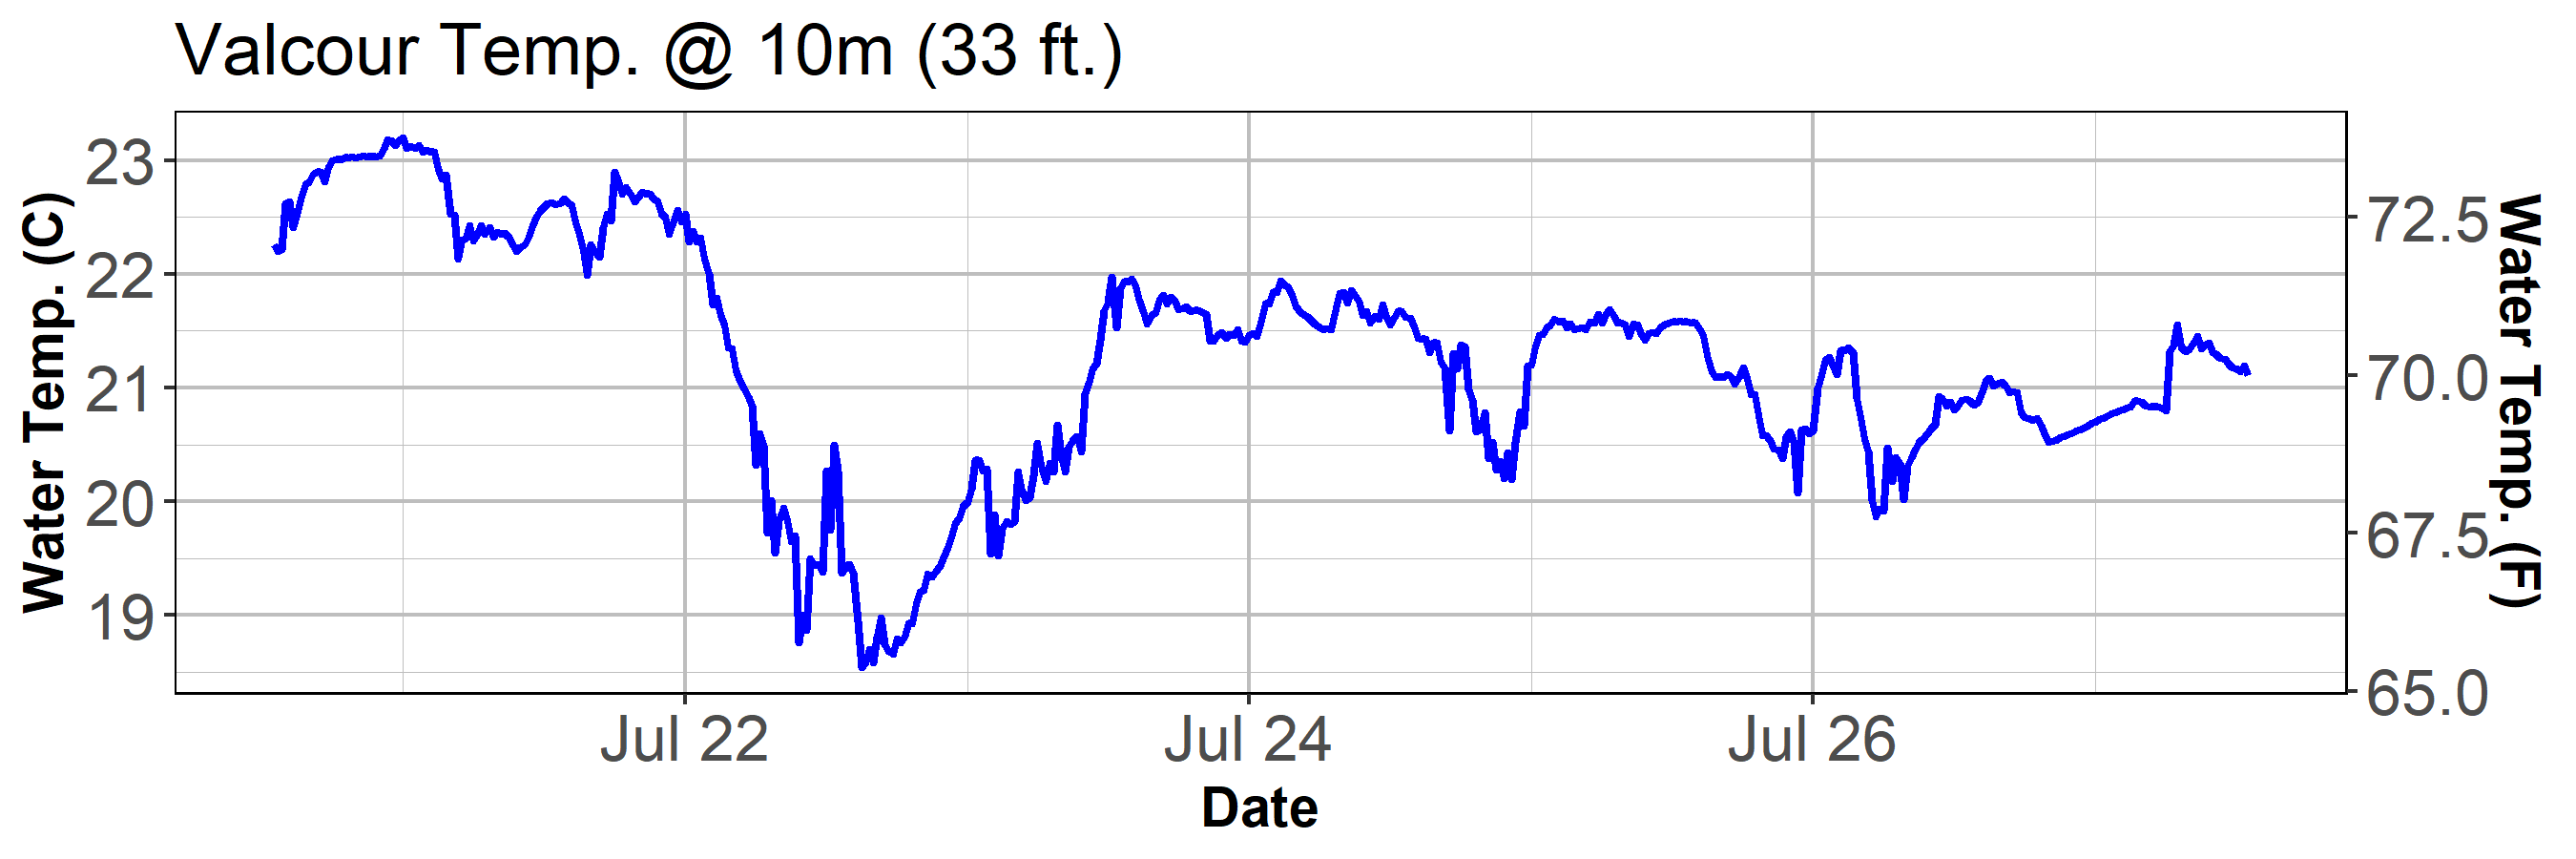 Valcour Temp. @ 10m (33 ft.)
Water Temp. (C)
23
22
21
20
19
72.5
70.0
67.5
65.0
Water Temp. (F)
Jul 22
Jul 24
Jul 26
Date